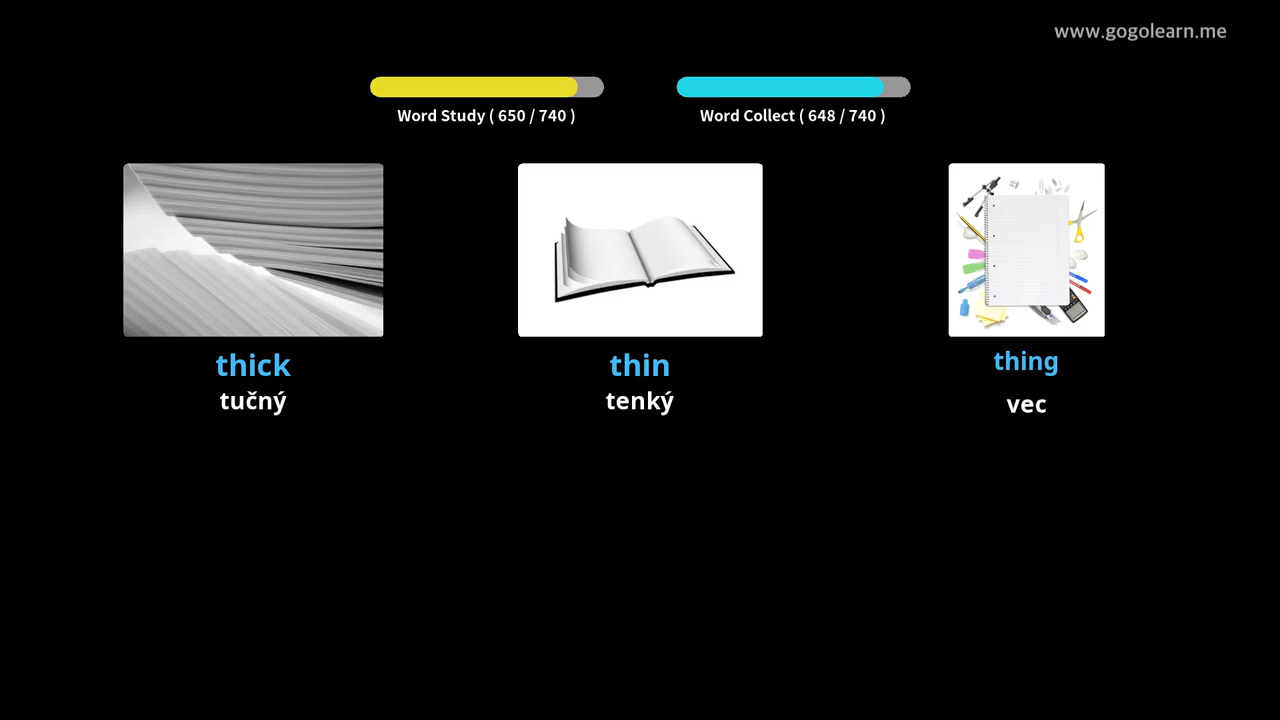 www.gogolearn.me
Word Study ( 650 / 740 )
Word Collect ( 648 / 740 )
thick
tučný
thin
tenký
thing
vec